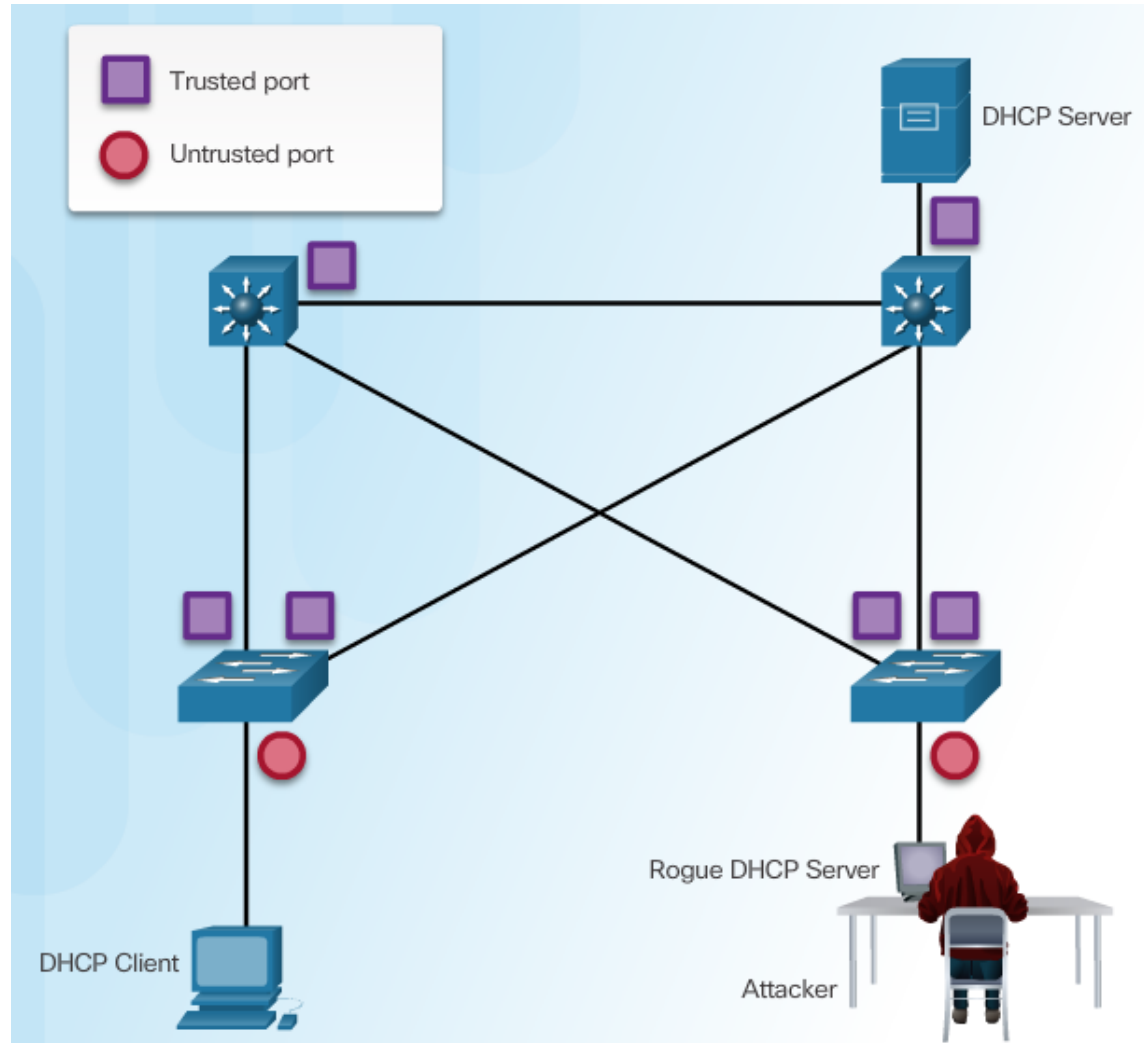 Trusted port
Untrusted port
DHCP Server
Rogue DHCP Server
DHCP Client
Attacker